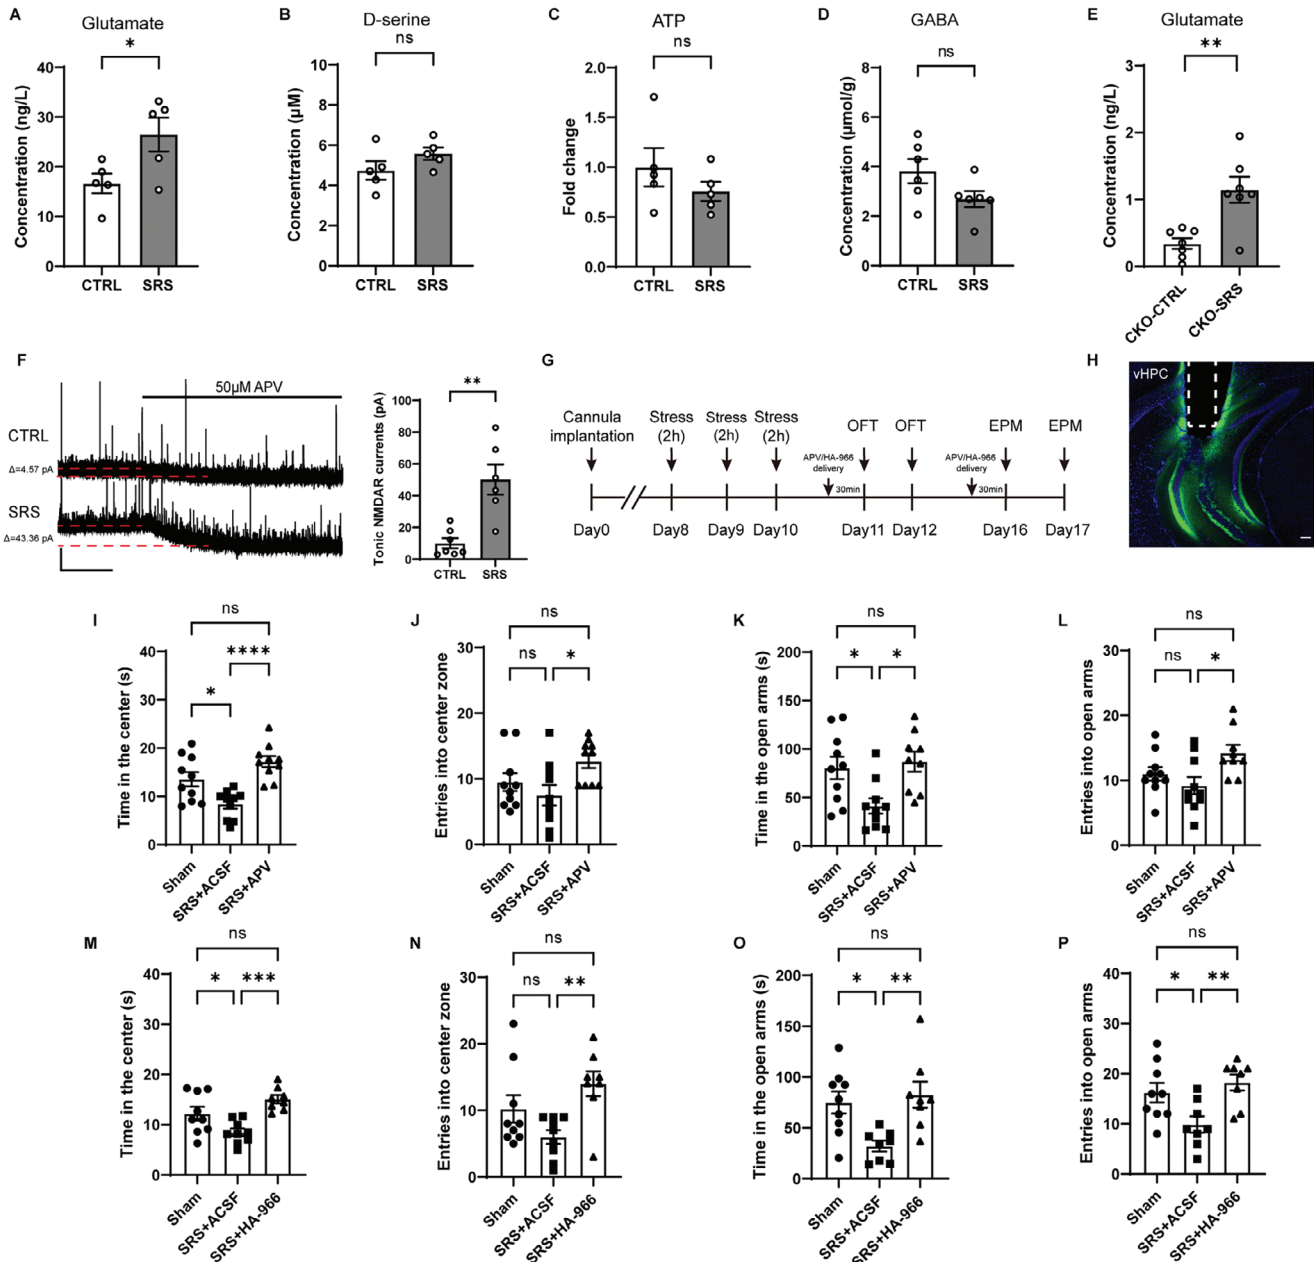 A
Glutamate
*
Concentration (ng/L)
40
30
20
10
0
CTRL
SRS
B
D-serine
ns
Concentration (μM)
10
8
6
4
2
0
CTRL
SRS
C
ATP
ns
Fold change
2.0
1.5
1.0
0.5
0.0
CTRL
SRS
D
GABA
ns
Concentration (μmol/g)
8
6
4
2
0
CTRL
SRS
E
Glutamate
**
Concentration (ng/L)
3
2
1
0
CKO-CTRL
CKO-SRS
F
50μM APV
CTRL
Δ=4.57 pA
SRS
Δ=43.36 pA
**
Tonic NMDAR currents (pA)
100
80
60
40
20
0
CTRL
SRS
G
Cannula
implantation
Stress
(2h)
Stress
(2h)
Stress
(2h)
APV/HA-966
delivery
30min
OFT
OFT
APV/HA-966
delivery
30min
EPM
EPM
Day0
Day8
Day9
Day10
Day11
Day12
Day16
Day17
H
vHPC
I
ns
****
*
Time in the center (s)
40
30
20
10
0
Sham
SRS+ACSF
SRS+APV
J
ns
ns
*
Entries into center zone
30
20
10
0
Sham
SRS+ACSF
SRS+APV
K
ns
*
*
Time in the open arms (s)
200
150
100
50
0
Sham
SRS+ACSF
SRS+APV
L
ns
ns
*
Entries into open arms
30
20
10
0
Sham
SRS+ACSF
SRS+APV
M
ns
*
***
Time in the center (s)
40
30
20
10
0
Sham
SRS+ACSF
SRS+HA-966
N
ns
ns
**
Entries into center zone
30
20
10
0
Sham
SRS+ACSF
SRS+HA-966
O
ns
*
**
Time in the open arms (s)
200
150
100
50
0
Sham
SRS+ACSF
SRS+HA-966
P
ns
*
**
Entries into open arms
40
30
20
10
0
Sham
SRS+ACSF
SRS+HA-966